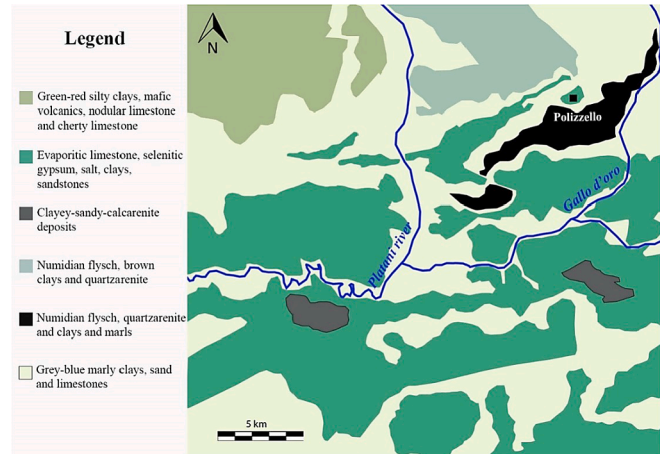 Legend
Green-red silty clays, mafic
volcanics, nodular limestone
and cherty limestone
Evaporitic limestone, selenitic
gypsum, salt, clays,
sandstones
Clayey-sandy-calcarenite
deposits
Numidian flysch, brown
clays and quartzarenite
Numidian flysch, quartzarenite
and clays and marls
Grey-blue marly clays, sand
and limestones
N
Polizzello
Gallo d'oro
Platani river
5 km